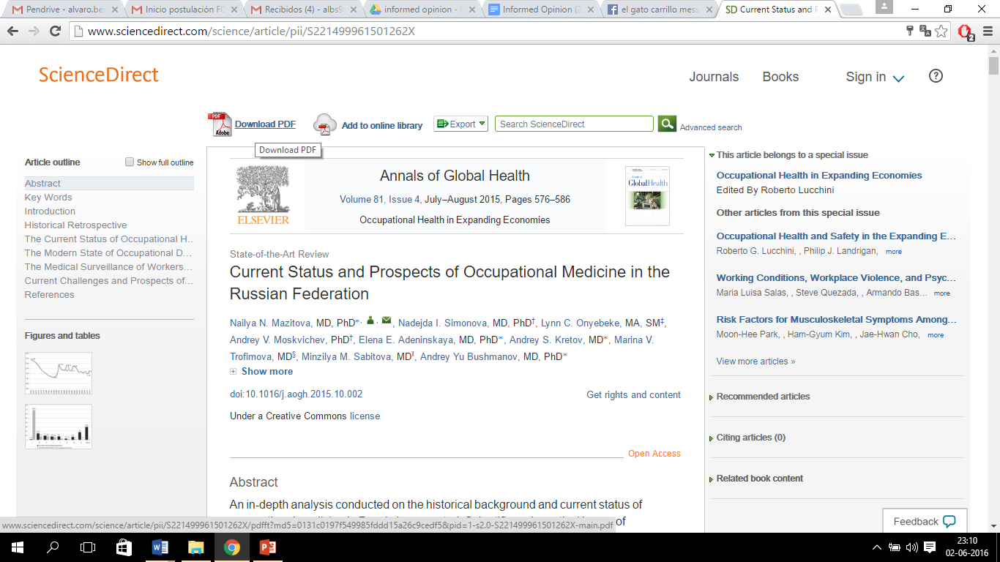 Pendrive - alvaro.be
Inicio postulación FO
Recibidos (4) - albs9
informed opinion - 
Informed Opinion (2
el gato carrillo mess
Current Status and P
www.sciencedirect.com/science/article/pii/S221499961501262X
2
ScienceDirect
Journals
Books
Sign in
?
PDF
Adobe
Download PDF
Add to online library
Export
Search ScienceDirect
Advanced search
Download PDF
Article outline
Show full outline
Abstract
Key Words
Introduction
Historical Retrospective
The Current Status of Occupational H...
The Modern State of Occupational D...
The Medical Surveillance of Workers...
Current Challenges and Prospects of...
References
Figures and tables
ELSEVIER
Annals of Global Health
Volume 81, Issue 4, July–August 2015, Pages 576–586
Occupational Health in Expanding Economies
Annals of
GlobalHealth
State-of-the-Art Review
Current Status and Prospects of Occupational Medicine in the
Russian Federation
Nailya N. Mazitova, MD, PhD*, , Nadejda I. Simonova, MD, PhD†, Lynn C. Onyebeke, MA, SM‡,
Andrey V. Moskvichev, PhD†, Elena E. Adeninskaya, MD, PhD*, Andrey S. Kretov, MD*, Marina V.
Trofimova, MD§, Minzilya M. Sabitova, MD‖, Andrey Yu Bushmanov, MD, PhD*
Show more
doi:10.1016/j.aogh.2015.10.002
Get rights and content
Under a Creative Commons license
Open Access
Abstract
An in-depth analysis conducted on the historical background and current status of
This article belongs to a special issue
Occupational Health in Expanding Economies
Edited By Roberto Lucchini
Other articles from this special issue
Occupational Health and Safety in the Expanding E...
Roberto G. Lucchini, , Philip J. Landrigan, more
Working Conditions, Workplace Violence, and Psyc...
Maria Luisa Salas, , Steve Quezada, , Armando Bas... more
Risk Factors for Musculoskeletal Symptoms Among...
Moon-Hee Park, , Ham-Gyum Kim, , Jae-Hwan Cho, more
View more articles »
Recommended articles
Citing articles (0)
Related book content
Feedback
www.sciencedirect.com/science/article/pii/S221499961501262X/pdfft?md5=0131c0197f549985fddd15a26c9cedf5&pid=1-s2.0-S221499961501262X-main.pdf
23:10
02-06-2016